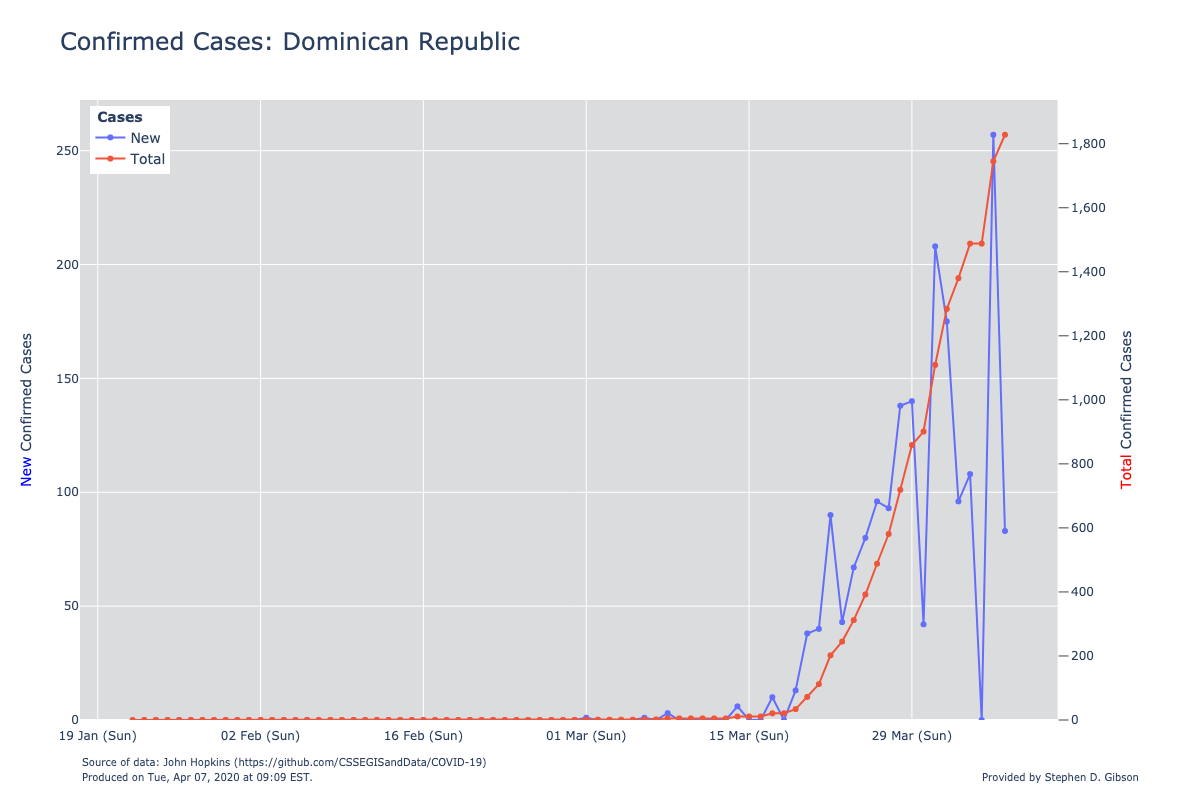 Confirmed Cases: Dominican Republic
Cases
New
Total
250
200
150
100
50
0
New Confirmed Cases
1,800
1,600
1,400
1,200
1,000
800
600
400
200
0
Total Confirmed Cases
19 Jan (Sun)
02 Feb (Sun)
16 Feb (Sun)
01 Mar (Sun)
15 Mar (Sun)
29 Mar (Sun)
Source of data: John Hopkins (https://github.com/CSSEGISandData/COVID-19)
Produced on Tue, Apr 07, 2020 at 09:09 EST.
Provided by Stephen D. Gibson